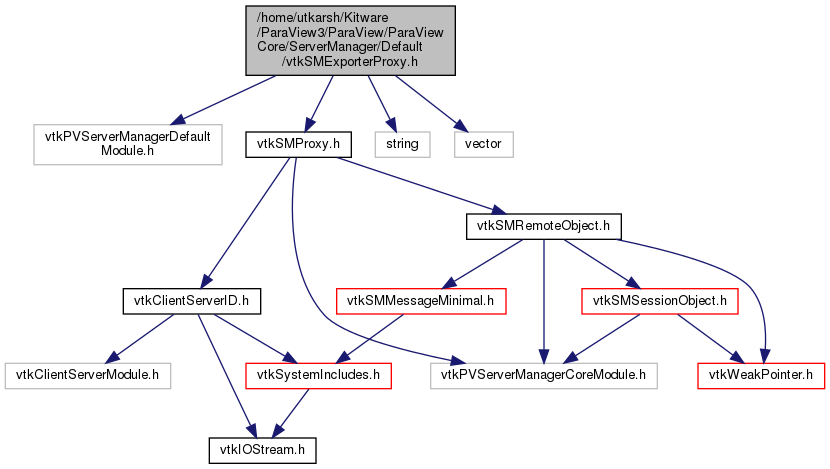 /home/utkarsh/Kitware
/ParaView3/ParaView/ParaView
Core/ServerManager/Default
/vtkSMExporterProxy.h
vtkPVServerManagerDefault
Module.h
vtkSMProxy.h
string
vector
vtkSMRemoteObject.h
vtkClientServerID.h
vtkSMMessageMinimal.h
vtkSMSessionObject.h
vtkClientServerModule.h
vtkSystemIncludes.h
vtkPVServerManagerCoreModule.h
vtkWeakPointer.h
vtkIOStream.h